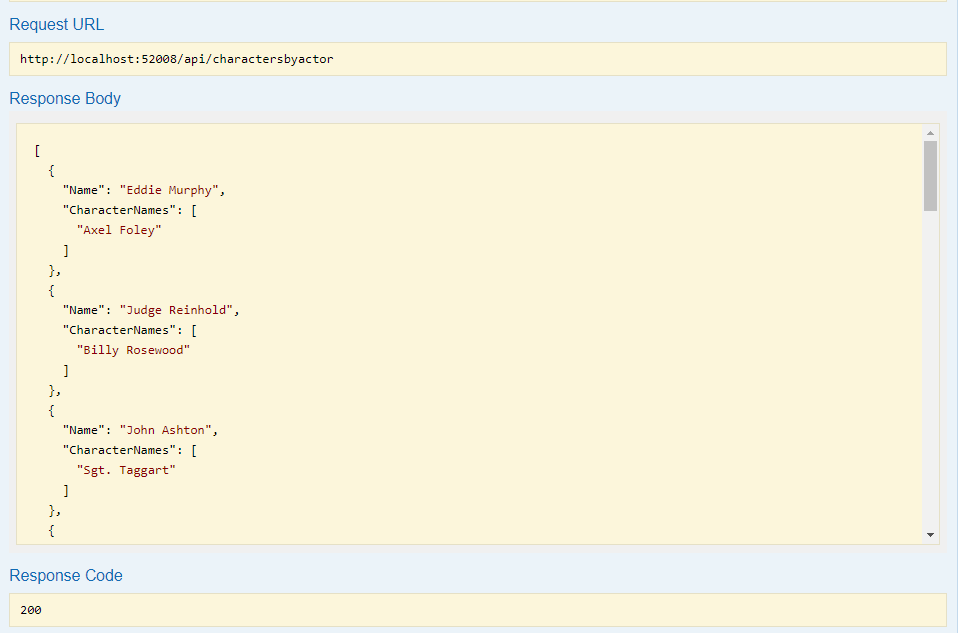 Request URL
http://localhost:52008/api/charactersbyactor
Response Body
[
  {
    "Name": "Eddie Murphy",
    "CharacterNames": [
      "Axel Foley"
    ]
  },
  {
    "Name": "Judge Reinhold",
    "CharacterNames": [
      "Billy Rosewood"
    ]
  },
  {
    "Name": "John Ashton",
    "CharacterNames": [
      "Sgt. Taggart"
    ]
  },
  {
Response Code
200